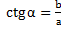 ctg α = b/a